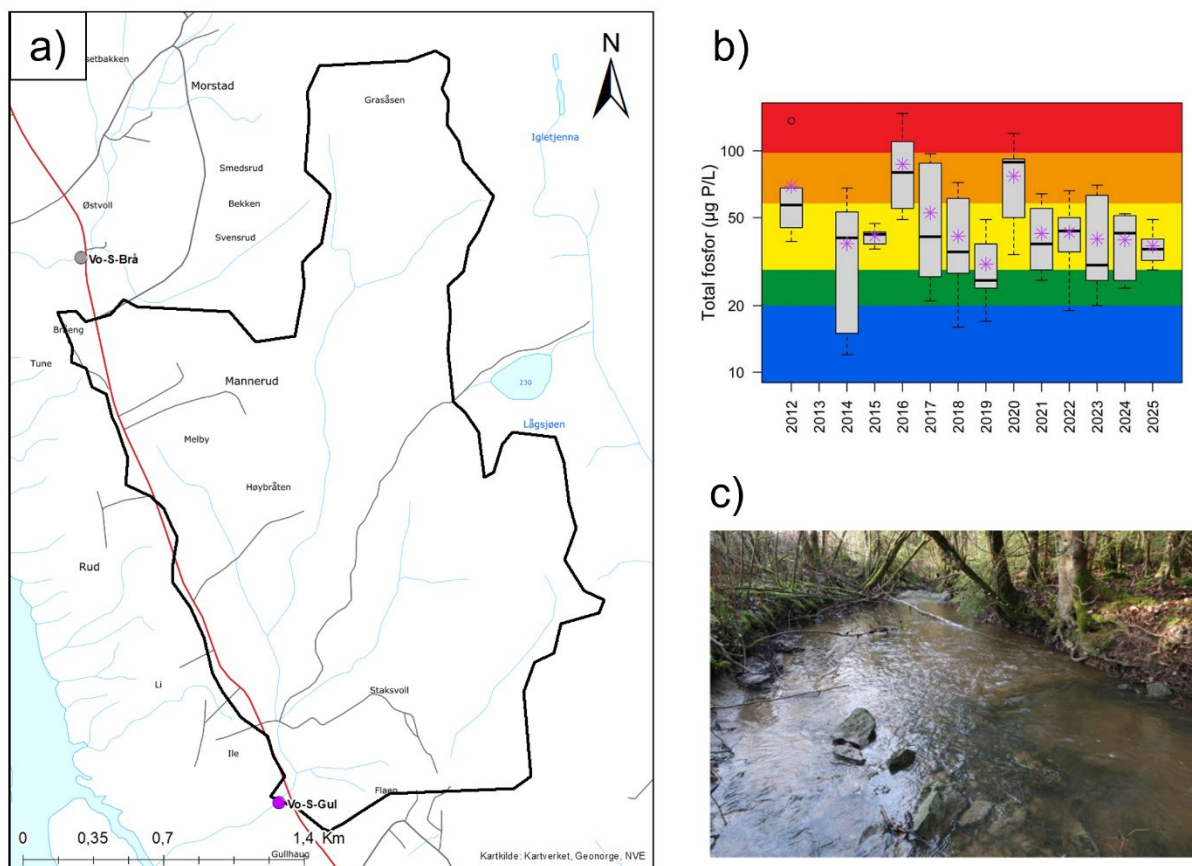 a)
N
setbakken
Morstad
Grasåsen
Igletjenna
Smedsrud
Østvoll
Bekken
Svensrud
Vo-S-Brå
Bråeng
Tune
Mannerud
230
Lågsjøen
Melby
Høybråten
Rud
Li
Staksvoll
Ile
Flaen
Vo-S-Gul
0 0,35 0,7 1,4 Km
Gullhaug
Kartkilde: Kartverket, Geonorge, NVE
b)
Total fosfor (µg P/L)
100
50
20
10
2012 2013 2014 2015 2016 2017 2018 2019 2020 2021 2022 2023 2024 2025
c)